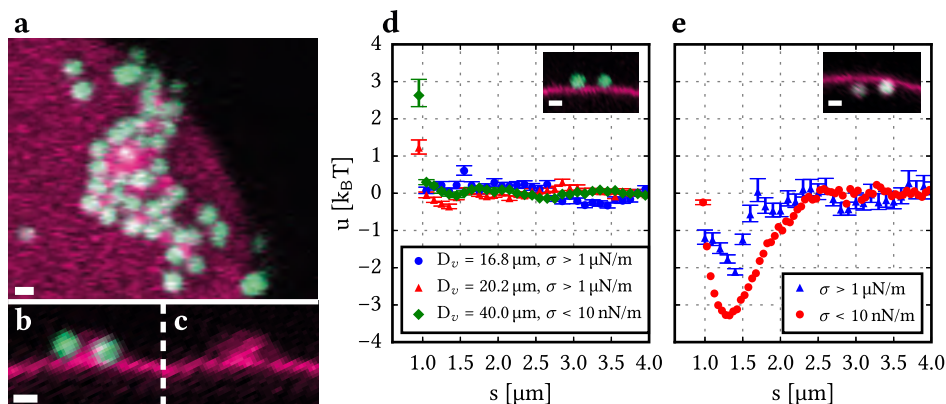 a
b
c
d
4
3
2
1
0
−1
−2
−3
−4
u [k_BT]
D_v = 16.8 μm, σ > 1 μN/m
D_v = 20.2 μm, σ > 1 μN/m
D_v = 40.0 μm, σ < 10 nN/m
1.0 1.5 2.0 2.5 3.0 3.5 4.0
s [μm]
e
σ > 1 μN/m
σ < 10 nN/m
1.0 1.5 2.0 2.5 3.0 3.5 4.0
s [μm]